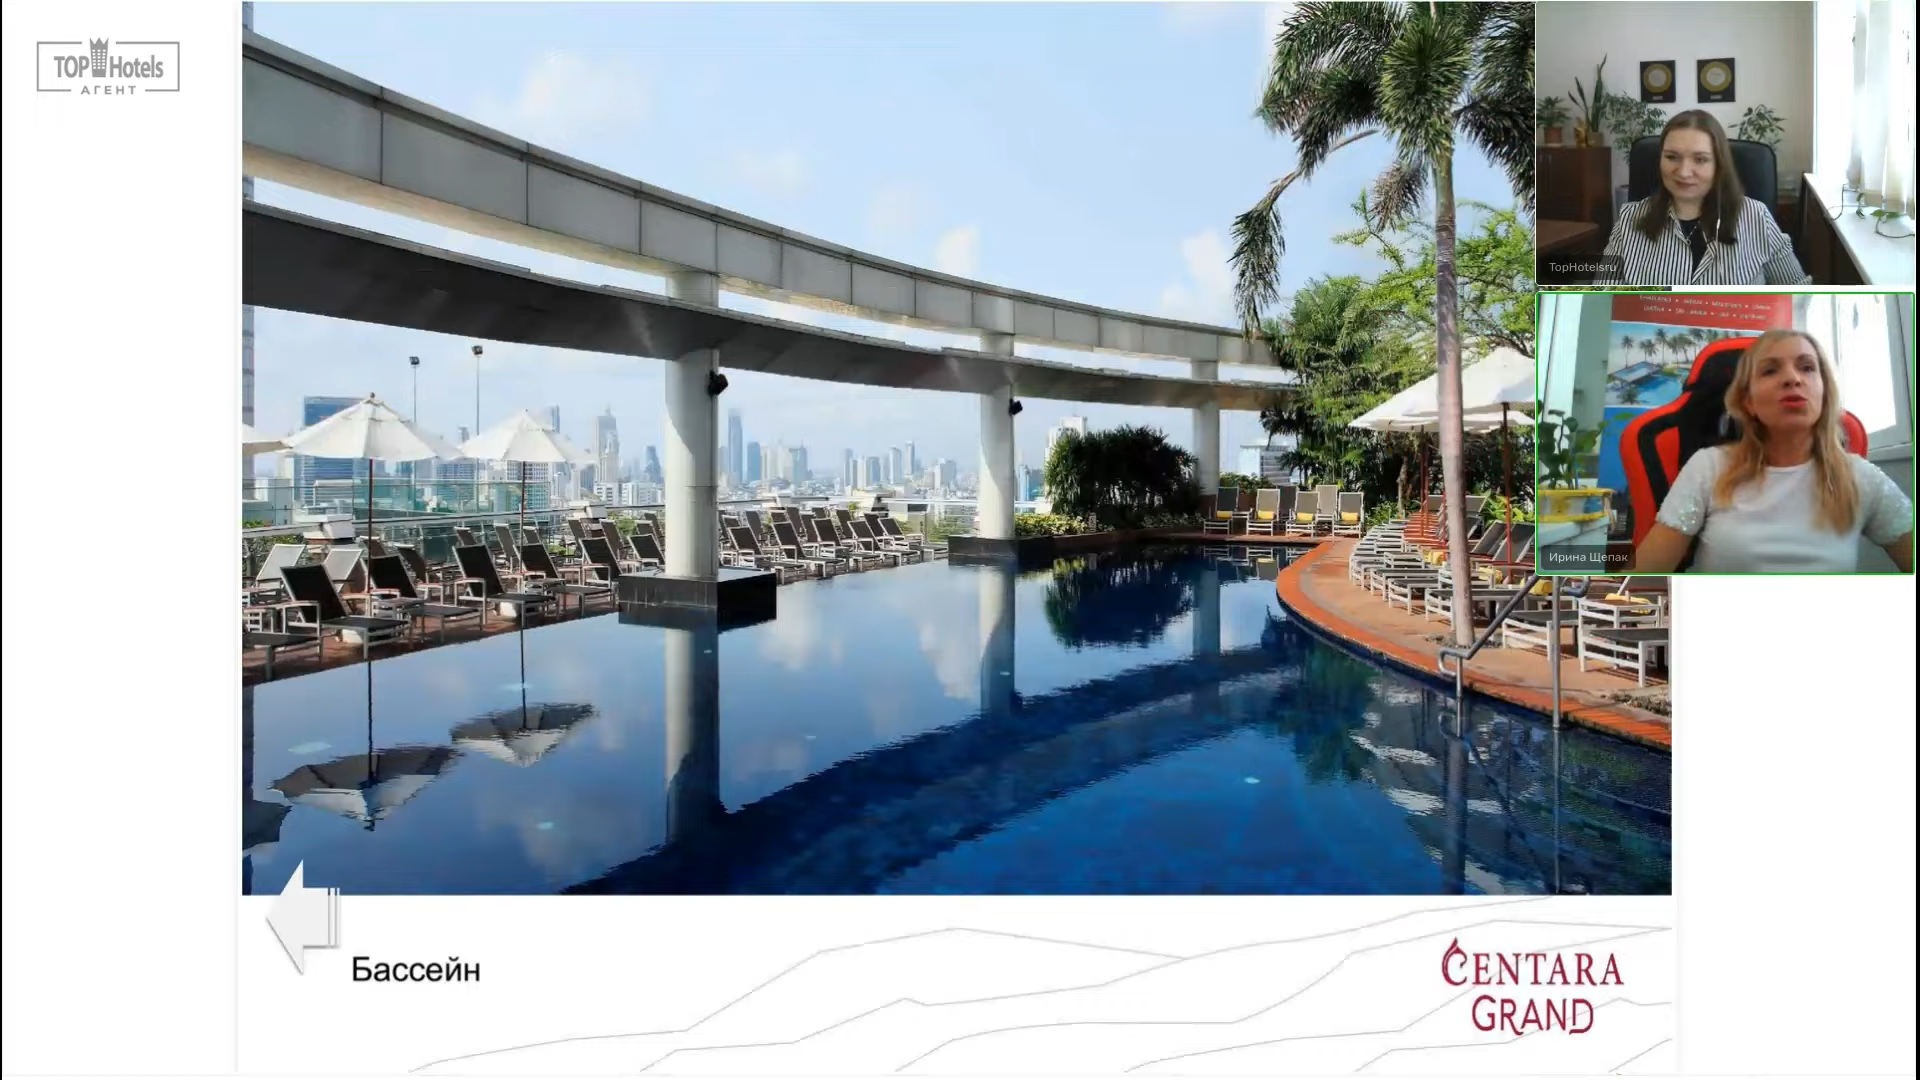 TOP Hotels
АГЕНТ
TopHotelsru
Ирина Щепак
Бассейн
CENTARA
GRAND